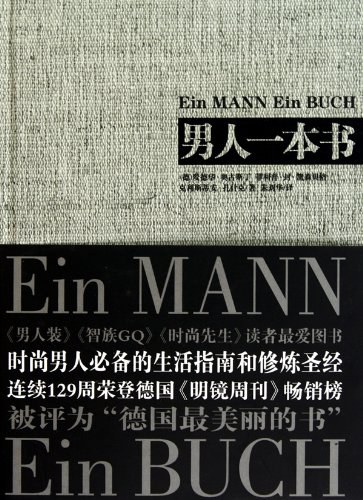 Ein MANN Ein BUCH
男人一本书
Ein MANN
《男人装》《智族GQ》《时尚先生》读者最爱图书
时尚男人必备的生活指南和修炼圣经
连续129周荣登德国《明镜周刊》畅销榜
被评为“德国最美丽的书”
Ein BUCH